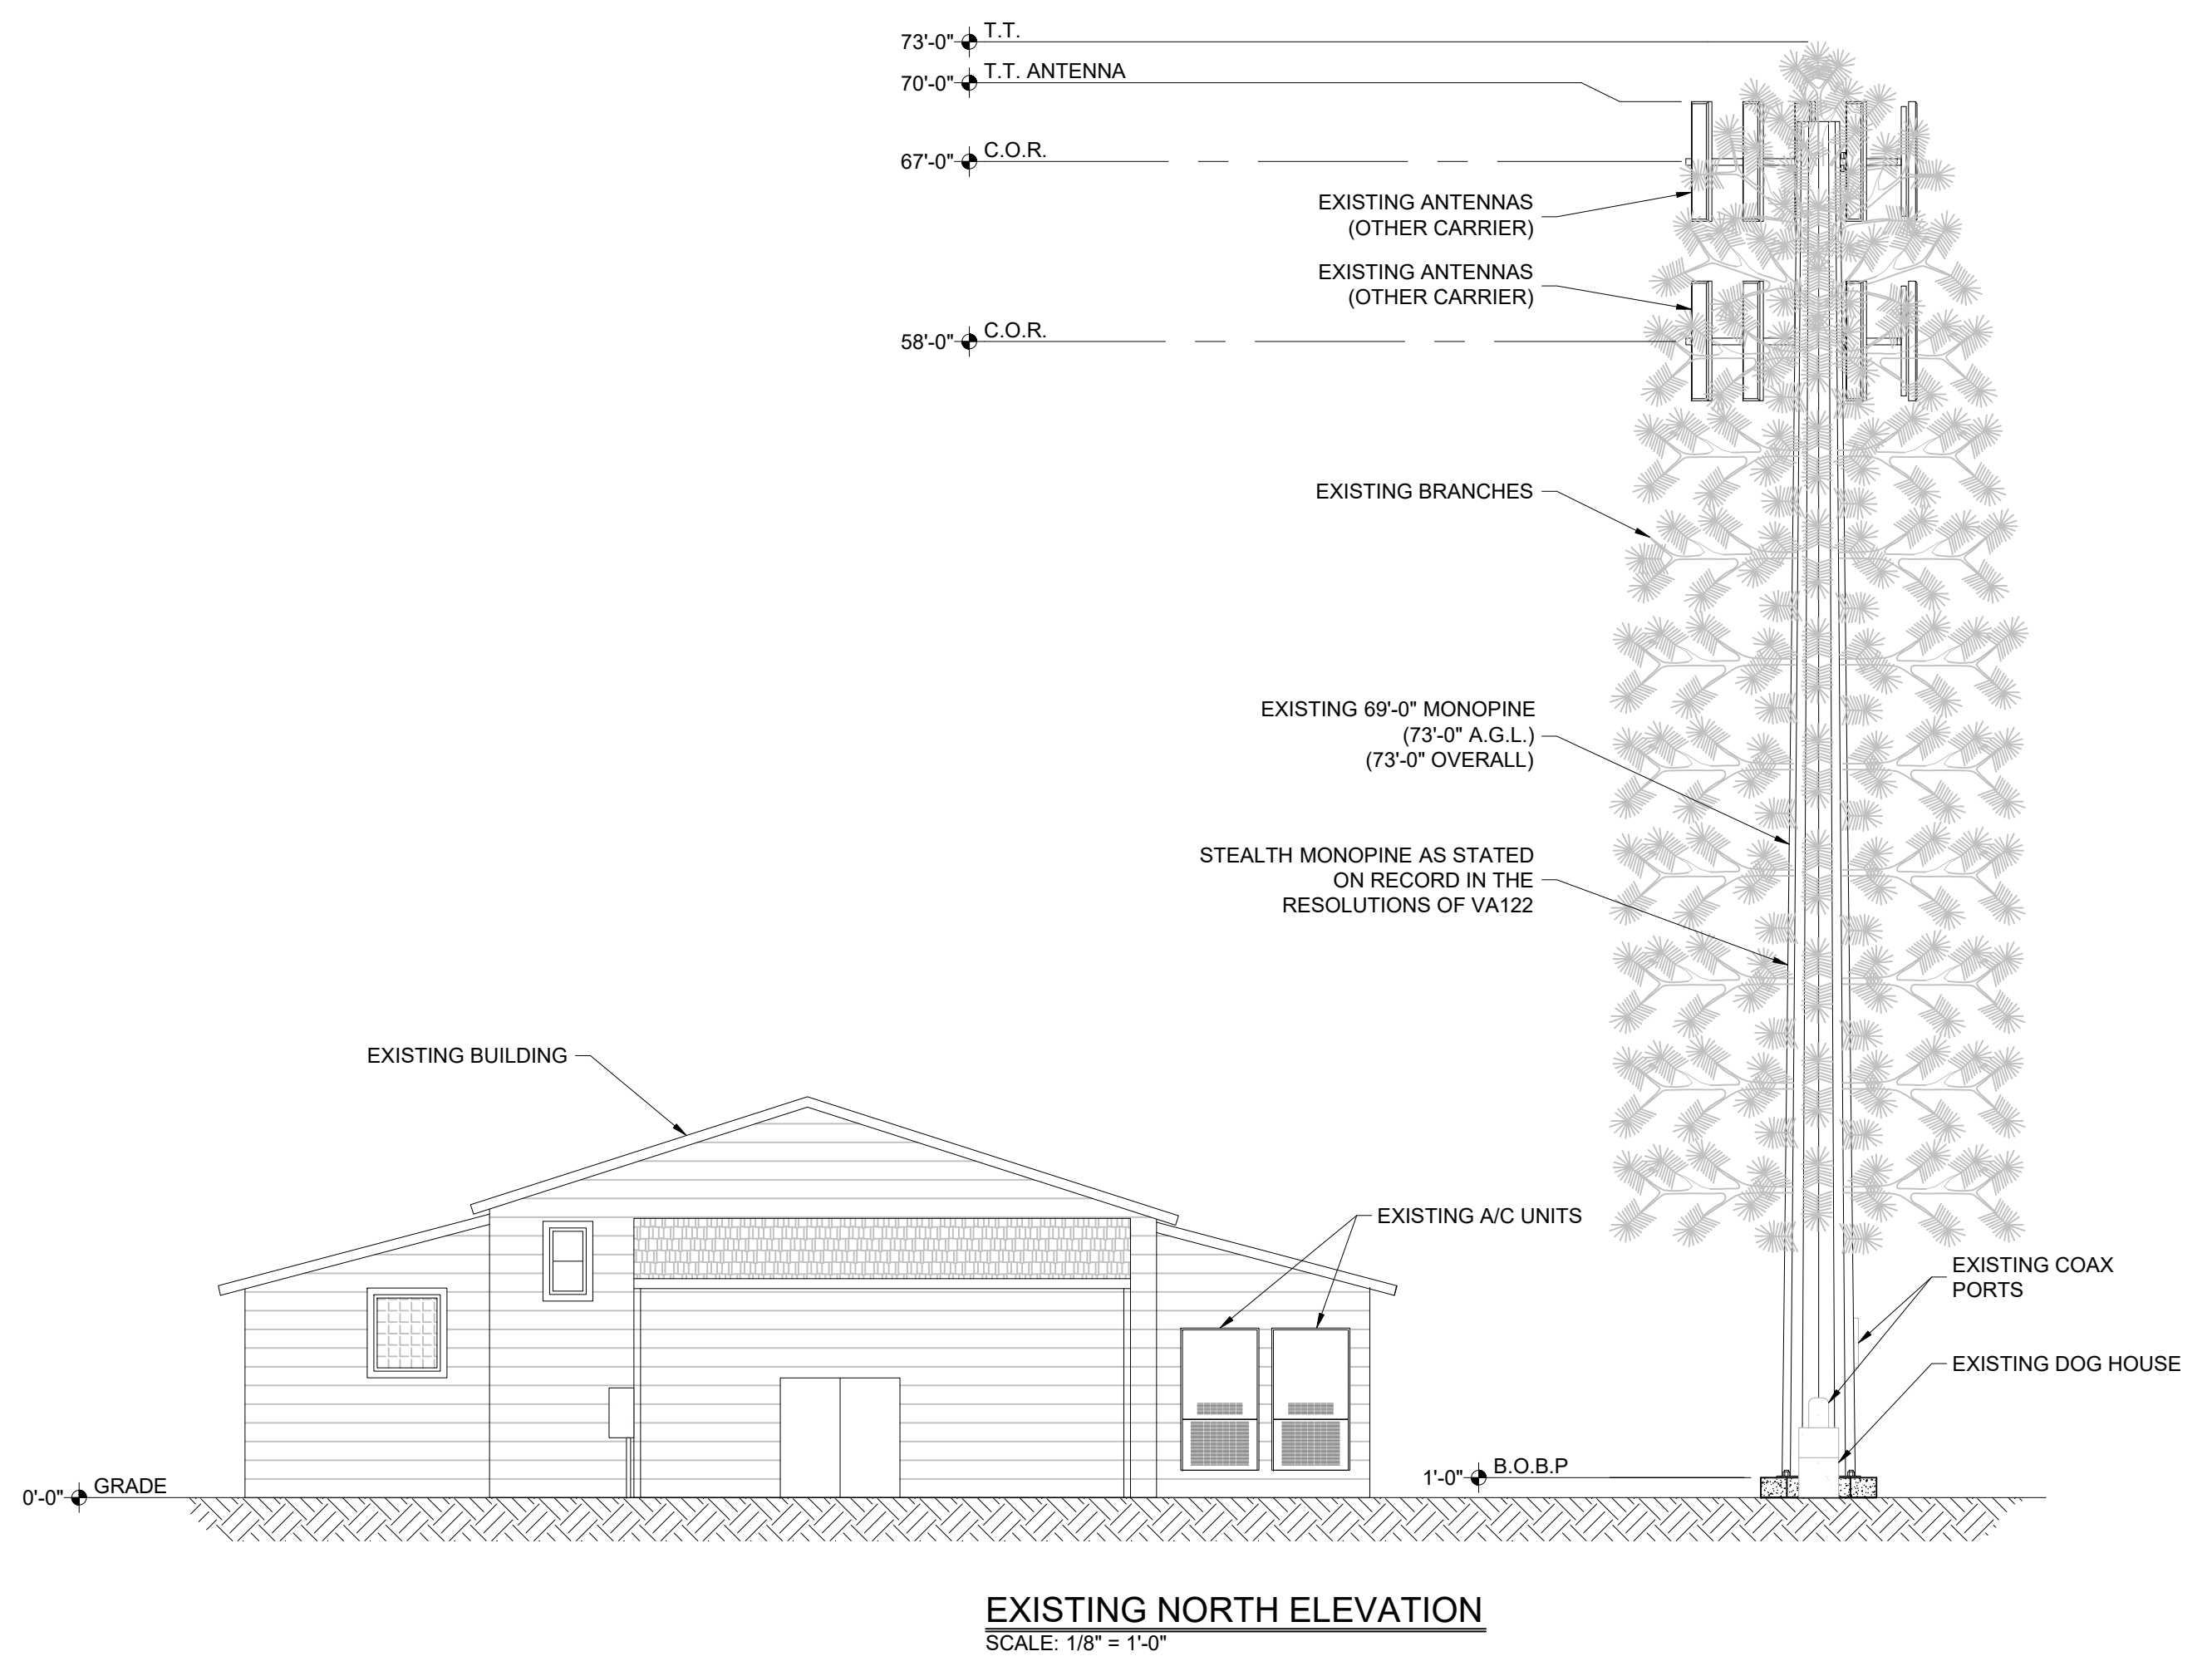 73'-0" T.T.
70'-0" T.T. ANTENNA
67'-0" C.O.R.
EXISTING ANTENNAS
(OTHER CARRIER)
EXISTING ANTENNAS
(OTHER CARRIER)
58'-0" C.O.R.
EXISTING BRANCHES
EXISTING 69'-0" MONOPINE
(73'-0" A.G.L.)
(73'-0" OVERALL)
STEALTH MONOPINE AS STATED
ON RECORD IN THE
RESOLUTIONS OF VA122
EXISTING BUILDING
EXISTING A/C UNITS
EXISTING COAX
PORTS
EXISTING DOG HOUSE
1'-0" B.O.B.P
0'-0" GRADE
EXISTING NORTH ELEVATION
SCALE: 1/8" = 1'-0"